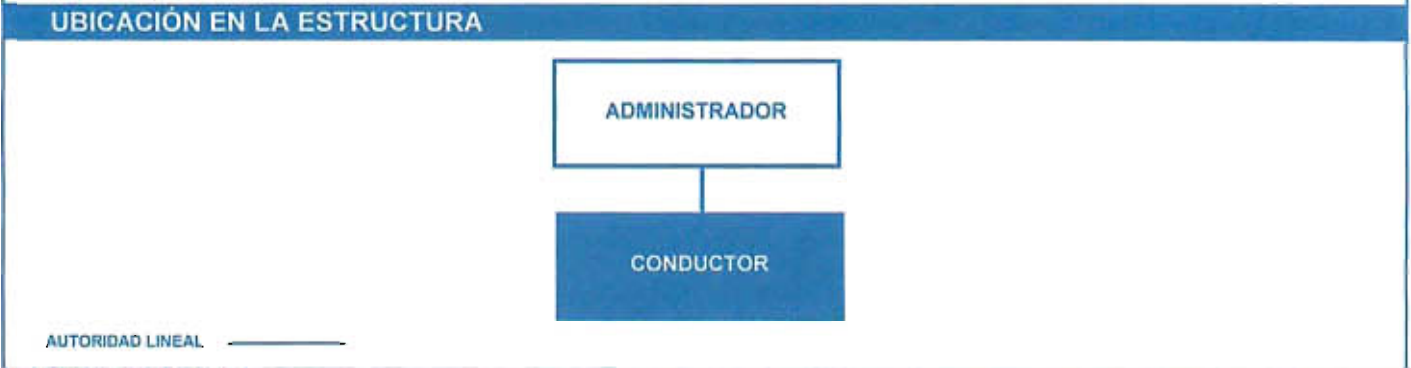 UBICACIÓN EN LA ESTRUCTURA
ADMINISTRADOR
CONDUCTOR
AUTORIDAD LINEAL